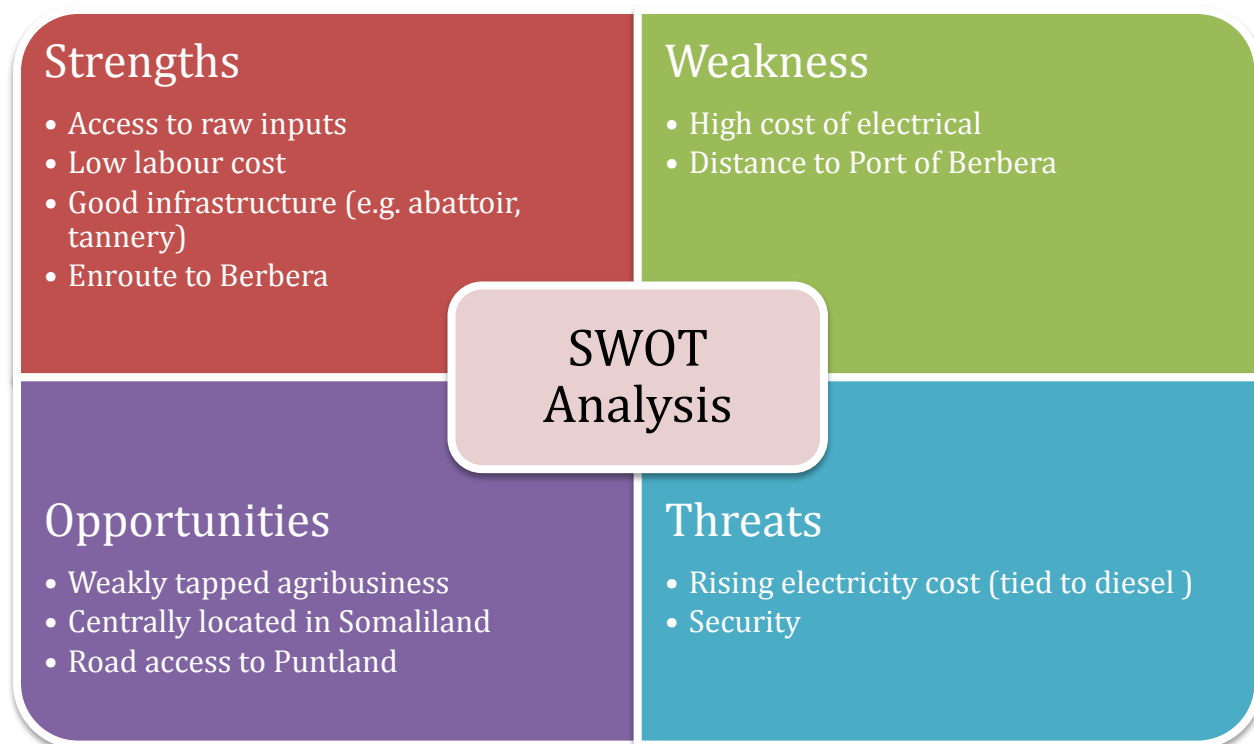 Strengths
• Access to raw inputs
• Low labour cost
• Good infrastructure (e.g. abattoir,
tannery)
• Enroute to Berbera
Weakness
• High cost of electrical
• Distance to Port of Berbera
SWOT
Analysis
Opportunities
• Weakly tapped agribusiness
• Centrally located in Somaliland
• Road access to Puntland
Threats
• Rising electricity cost (tied to diesel )
• Security